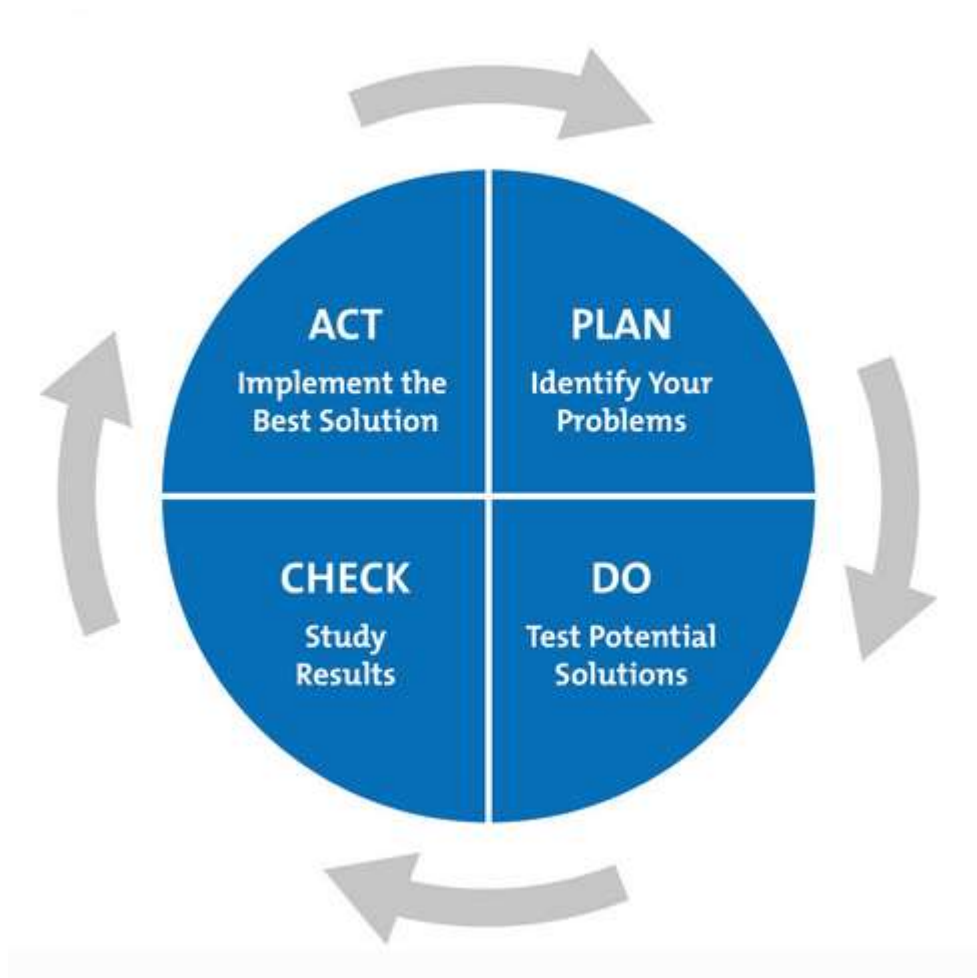 ACT
Implement the
Best Solution
PLAN
Identify Your
Problems
CHECK
Study
Results
DO
Test Potential
Solutions